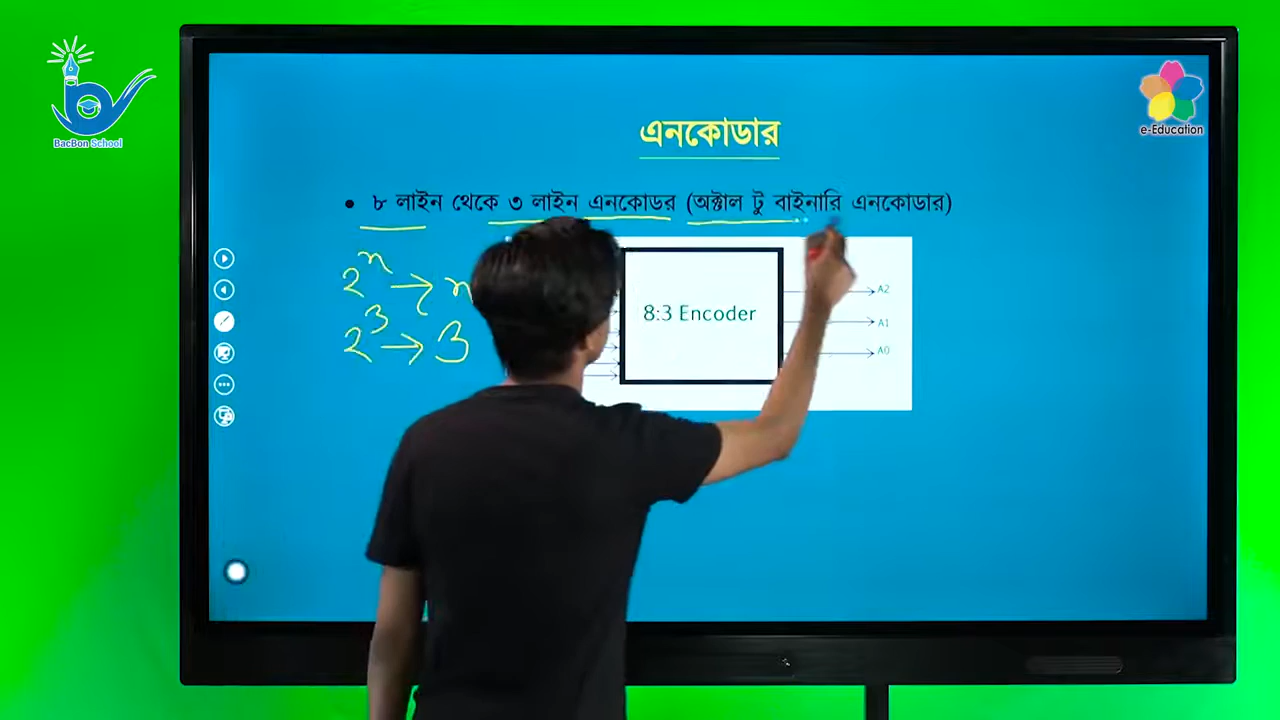 BacBon School
e-Education
এনকোডার
• ৮ লাইন থেকে ৩ লাইন এনকোডর (অক্টাল টু বাইনারি এনকোডার)
2ⁿ → n
2³ → 3
8:3 Encoder
A2
A1
A0